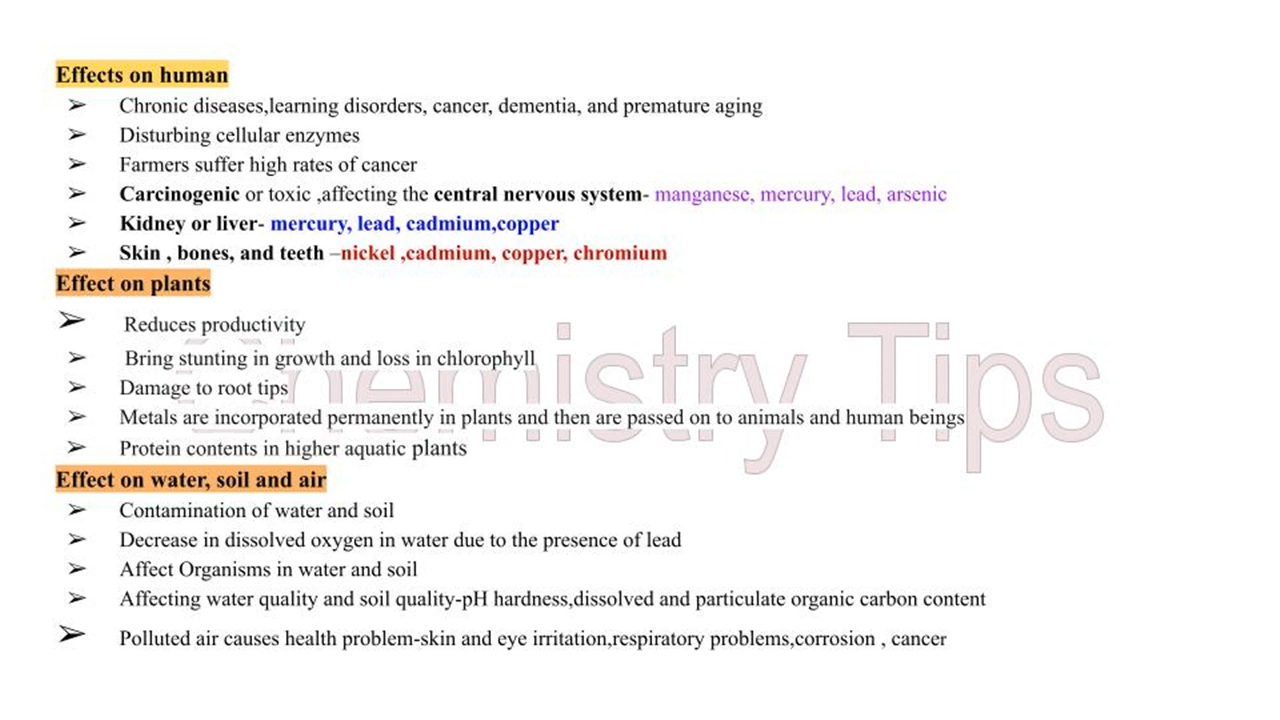 Effects on human
➢ Chronic diseases,learning disorders, cancer, dementia, and premature aging
➢ Disturbing cellular enzymes
➢ Farmers suffer high rates of cancer
➢ Carcinogenic or toxic ,affecting the central nervous system- manganese, mercury, lead, arsenic
➢ Kidney or liver- mercury, lead, cadmium,copper
➢ Skin , bones, and teeth –nickel ,cadmium, copper, chromium
Effect on plants
➢ Reduces productivity
➢ Bring stunting in growth and loss in chlorophyll
➢ Damage to root tips
➢ Metals are incorporated permanently in plants and then are passed on to animals and human beings
➢ Protein contents in higher aquatic plants
Chemistry Tips
Effect on water, soil and air
➢ Contamination of water and soil
➢ Decrease in dissolved oxygen in water due to the presence of lead
➢ Affect Organisms in water and soil
➢ Affecting water quality and soil quality-pH hardness,dissolved and particulate organic carbon content
➢ Polluted air causes health problem-skin and eye irritation,respiratory problems,corrosion , cancer